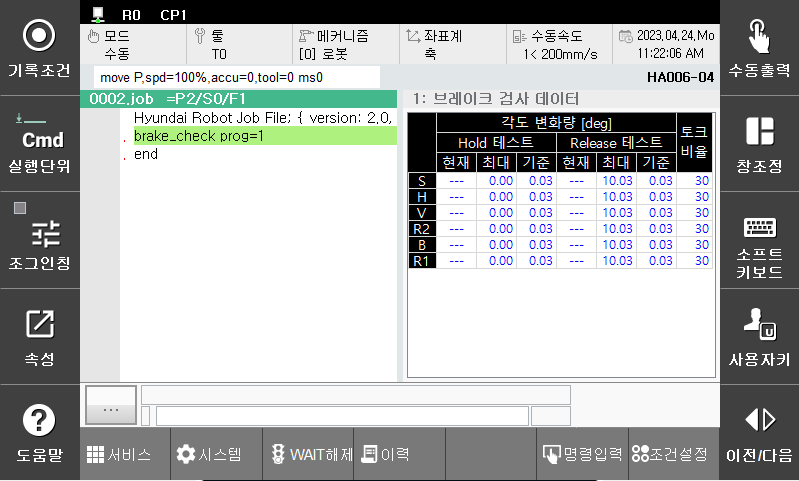 R0 CP1
모드
수동
툴
T0
메커니즘
[0] 로봇
좌표계
축
수동속도
1< 200mm/s
2023,04,24,Mo
11:22:06 AM
move P,spd=100%,accu=0,tool=0 ms0
HA006-04
0002.job =P2/S0/F1
Hyundai Robot Job File; { version: 2,0,
brake_check prog=1
end
1: 브레이크 검사 데이터
각도 변화량 [deg]
토크
비율
Hold 테스트 Release 테스트
현재 최대 기준 현재 최대 기준
S --- 0.00 0.03 --- 10.03 0.03 30
H --- 0.00 0.03 --- 10.03 0.03 30
V --- 0.00 0.03 --- 10.03 0.03 30
R2 --- 0.00 0.03 --- 10.03 0.03 30
B --- 0.00 0.03 --- 10.03 0.03 30
R1 --- 0.00 0.03 --- 10.03 0.03 30
기록조건
Cmd
실행단위
조그인칭
속성
도움말
수동출력
창조정
소프트
키보드
u
사용자키
이전/다음
...
서비스
시스템
WAIT해제
이력
명령입력
조건설정